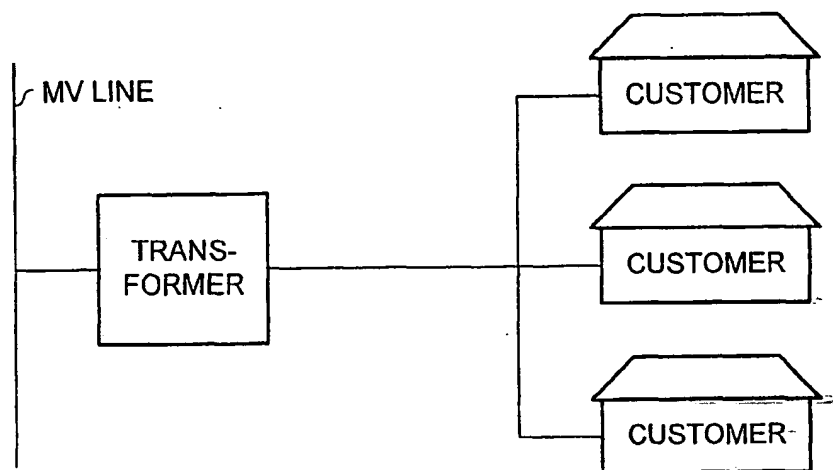 MV LINE
TRANS-
FORMER
CUSTOMER
CUSTOMER
CUSTOMER